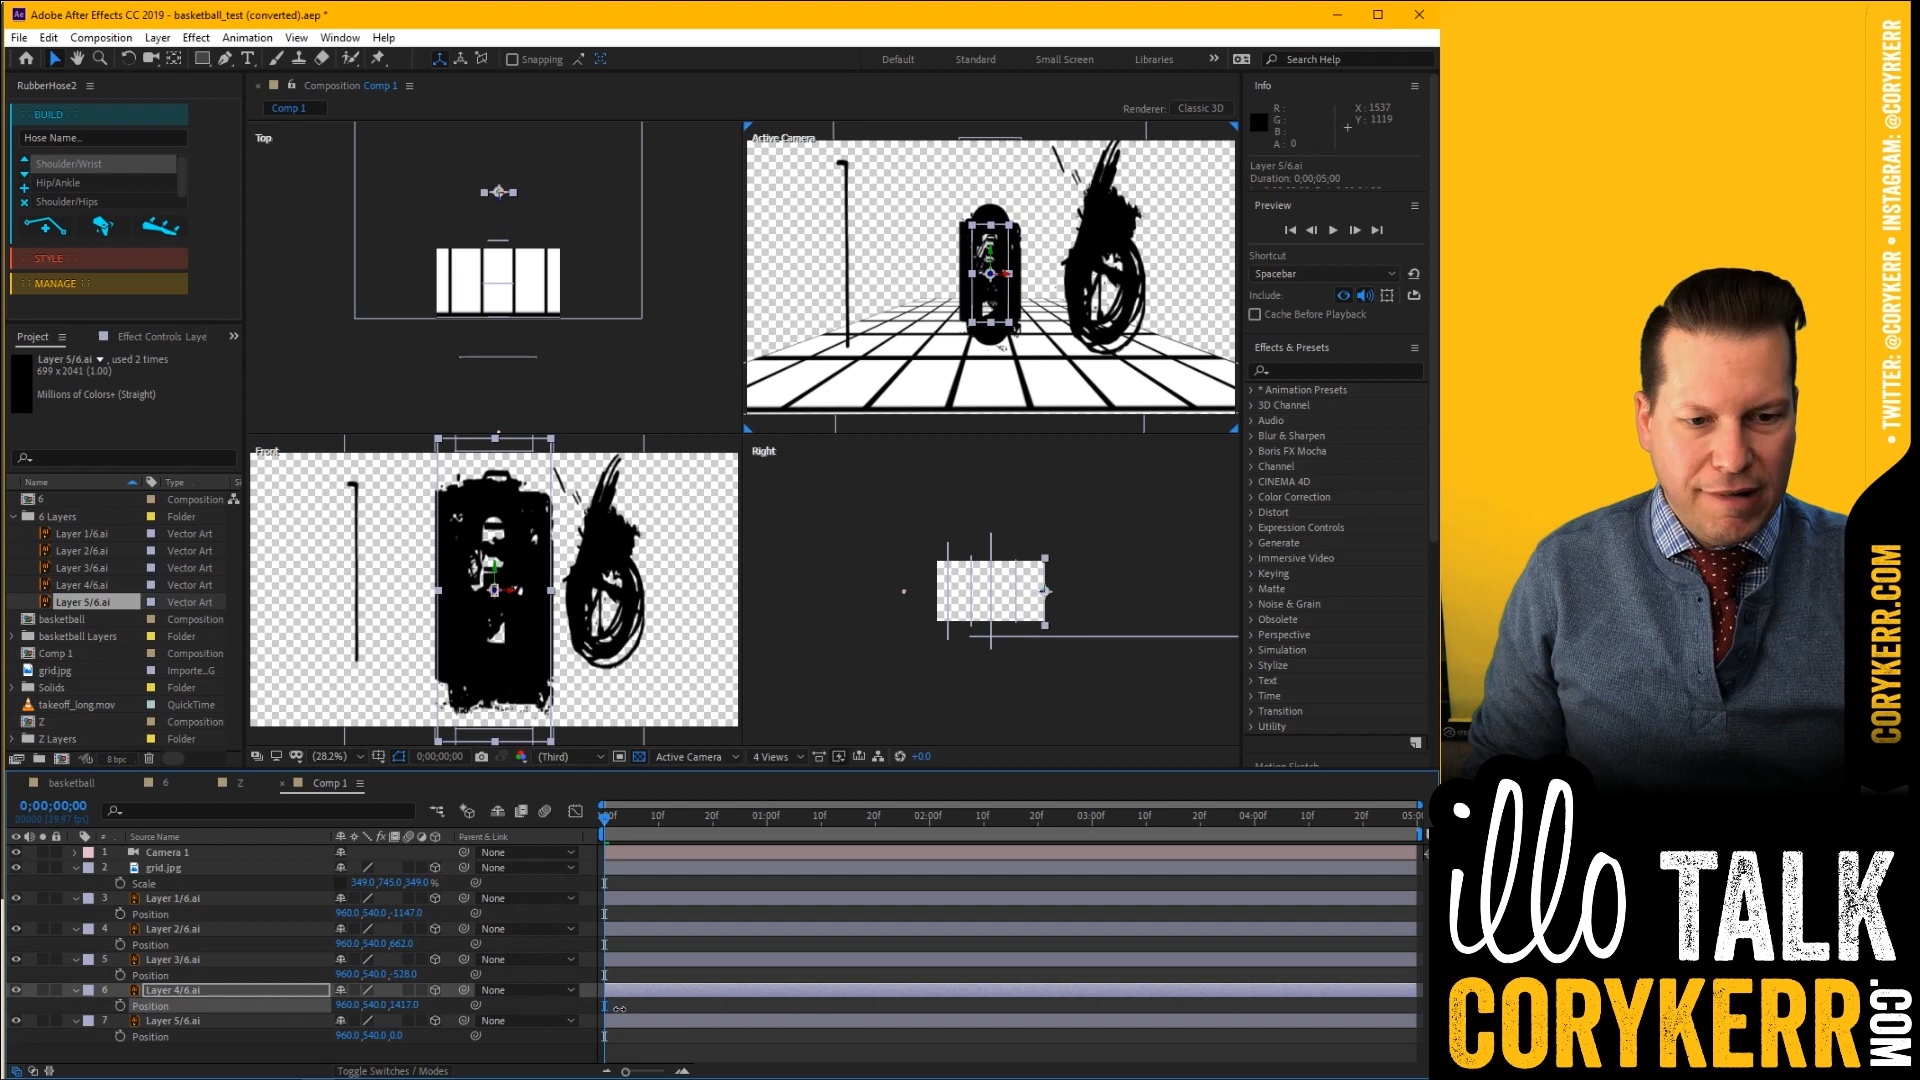 Adobe After Effects CC 2019 - basketball_test (converted).aep *
File Edit Composition Layer Effect Animation View Window Help
Snapping
Default Standard Small Screen Libraries
Search Help
RubberHose2
BUILD
Hose Name..
Shoulder/Wrist
Hip/Ankle
Shoulder/Hips
STYLE
MANAGE
Project
Effect Controls Laye
Layer 5/6.ai, used 2 times
699 x 2041 (1.00)
Millions of Colors+ (Straight)
Name Type
6 Composition
6 Layers Folder
Layer 1/6.ai Vector Art
Layer 2/6.ai Vector Art
Layer 3/6.ai Vector Art
Layer 4/6.ai Vector Art
Layer 5/6.ai Vector Art
basketball Composition
basketball Layers Folder
Comp 1 Composition
grid.jpg Importe...G
Solids Folder
takeoff_long.mov QuickTime
Z Composition
Z Layers Folder
8 bpc
Composition Comp 1
Comp 1
Renderer: Classic 3D
Top
Active Camera
Front
Right
(28.2%) 0;00;00;00 (Third) Active Camera 4 Views +0.0
Info
R:
G:
B:
A: 0
X: 1537
Y: 1119
Layer 5/6.ai
Duration: 0;00;05;00
Preview
Shortcut
Spacebar
Include:
Cache Before Playback
Effects & Presets
* Animation Presets
3D Channel
Audio
Blur & Sharpen
Boris FX Mocha
Channel
CINEMA 4D
Color Correction
Distort
Expression Controls
Generate
Immersive Video
Keying
Matte
Noise & Grain
Obsolete
Perspective
Simulation
Stylize
Text
Time
Transition
Utility
Motion Sketch
basketball 6 Z Comp 1
0;00;00;00
00000 (29.97 fps)
# Source Name Parent & Link
1 Camera 1 None
2 grid.jpg None
Scale 349.0,745.0,349.0%
3 Layer 1/6.ai None
Position 960.0,540.0,-1147.0
4 Layer 2/6.ai None
Position 960.0,540.0,662.0
5 Layer 3/6.ai None
Position 960.0,540.0,-528.0
6 Layer 4/6.ai None
Position 960.0,540.0,1417.0
7 Layer 5/6.ai None
Position 960.0,540.0,0.0
Toggle Switches / Modes
10f 20f 01:00f 10f 20f 02:00f 10f 20f 03:00f 10f 20f 04:00f 10f 20f
• TWITTER: @CORYKERR • INSTAGRAM: @CORYRKERR
CORYKERR.COM
illo TALK
CORYKERR.COM